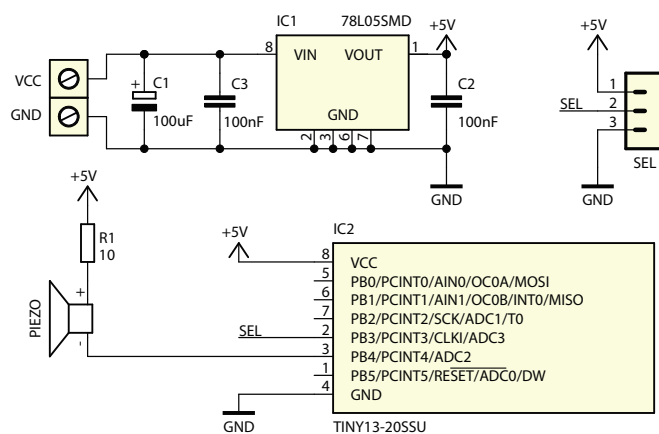 IC1 78L05SMD +5V
VCC
GND
+ C1
100uF
C3
100nF
8 VIN VOUT 1
GND
2 3 6 7
C2
100nF
GND
+5V
1
SEL 2
3
SEL
GND
+5V
R1
10
PIEZO
+
-
IC2
+5V
8 VCC
5 PB0/PCINT0/AIN0/OC0A/MOSI
6 PB1/PCINT1/AIN1/OC0B/INT0/MISO
7 PB2/PCINT2/SCK/ADC1/T0
SEL 2 PB3/PCINT3/CLKI/ADC3
3 PB4/PCINT4/ADC2
1 PB5/PCINT5/RESET/ADC0/DW
4 GND
GND
TINY13-20SSU